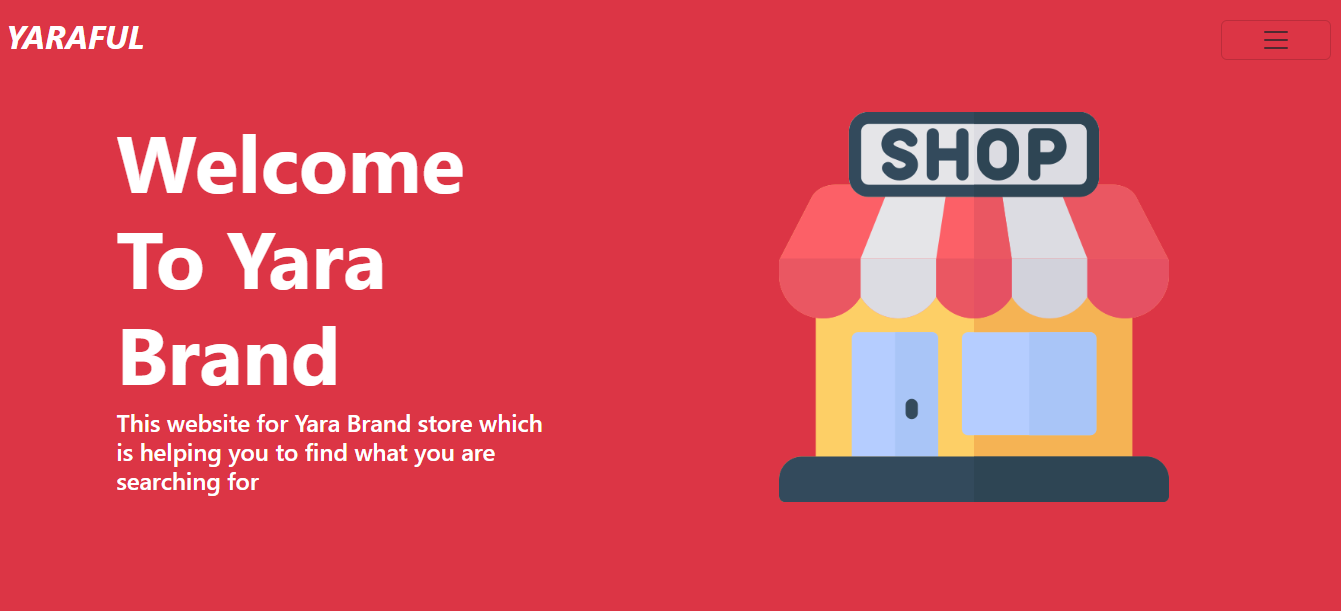 YARAFUL
Welcome
To Yara
Brand
This website for Yara Brand store which
is helping you to find what you are
searching for
SHOP